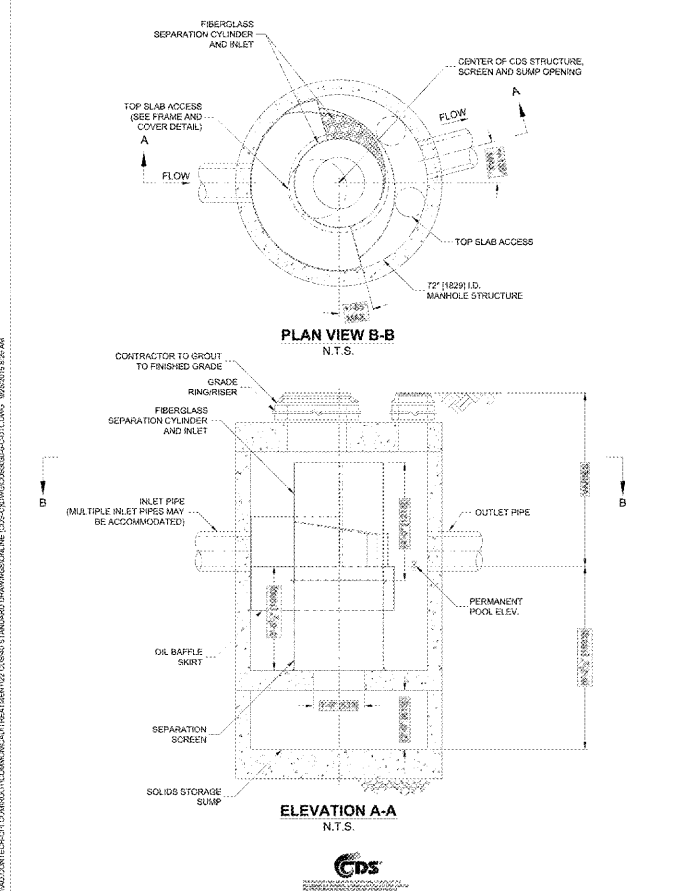 FIBERGLASS
SEPARATION CYLINDER
AND INLET
CENTER OF CDS STRUCTURE,
SCREEN AND SUMP OPENING
TOP SLAB ACCESS
(SEE FRAME AND
COVER DETAIL)
A
A
FLOW
FLOW
TOP SLAB ACCESS
72" [1829] I.D.
MANHOLE STRUCTURE
MAX.
PLAN VIEW B-B
N.T.S.
CONTRACTOR TO GROUT
TO FINISHED GRADE
GRADE
RING/RISER
FIBERGLASS
SEPARATION CYLINDER
AND INLET
B
B
INLET PIPE
(MULTIPLE INLET PIPES MAY
BE ACCOMMODATED)
OUTLET PIPE
VARIES
PERMANENT
POOL ELEV.
OIL BAFFLE
SKIRT
SEPARATION
SCREEN
SOLIDS STORAGE
SUMP
ELEVATION A-A
N.T.S.
CDS